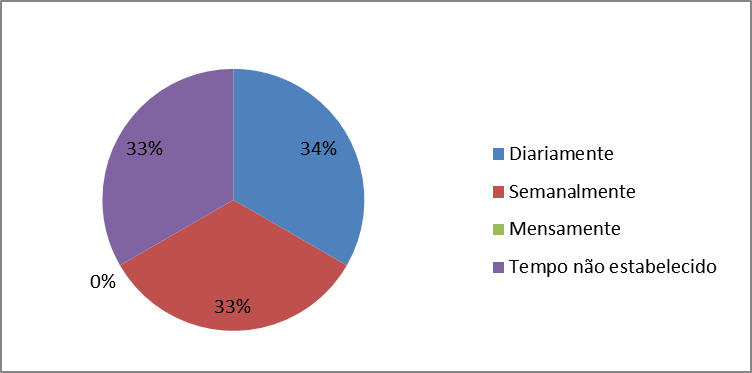 33%
34%
0%
33%
Diariamente
Semanalmente
Mensamente
Tempo não estabelecido